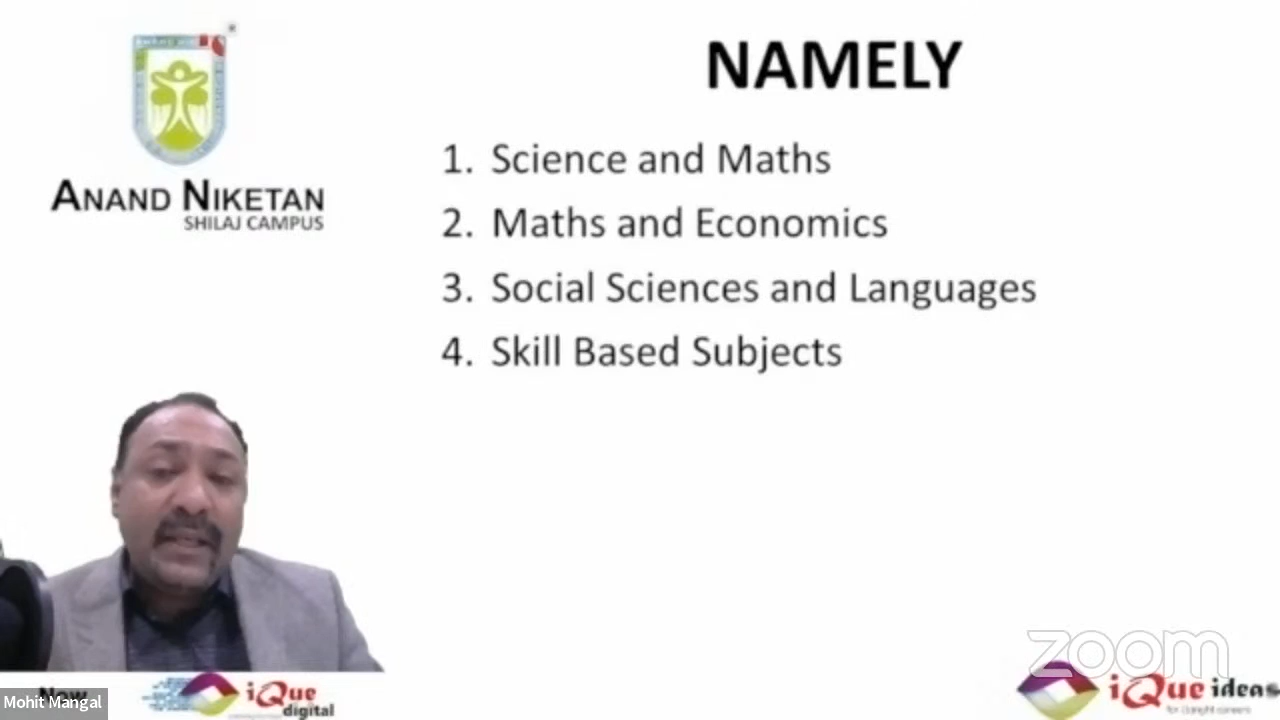 NAMELY
1. Science and Maths
2. Maths and Economics
3. Social Sciences and Languages
4. Skill Based Subjects
ANAND NIKETAN
SHILAJ CAMPUS
zoom
Now
Mohit Mangal
iQue
digital
iQue ideas